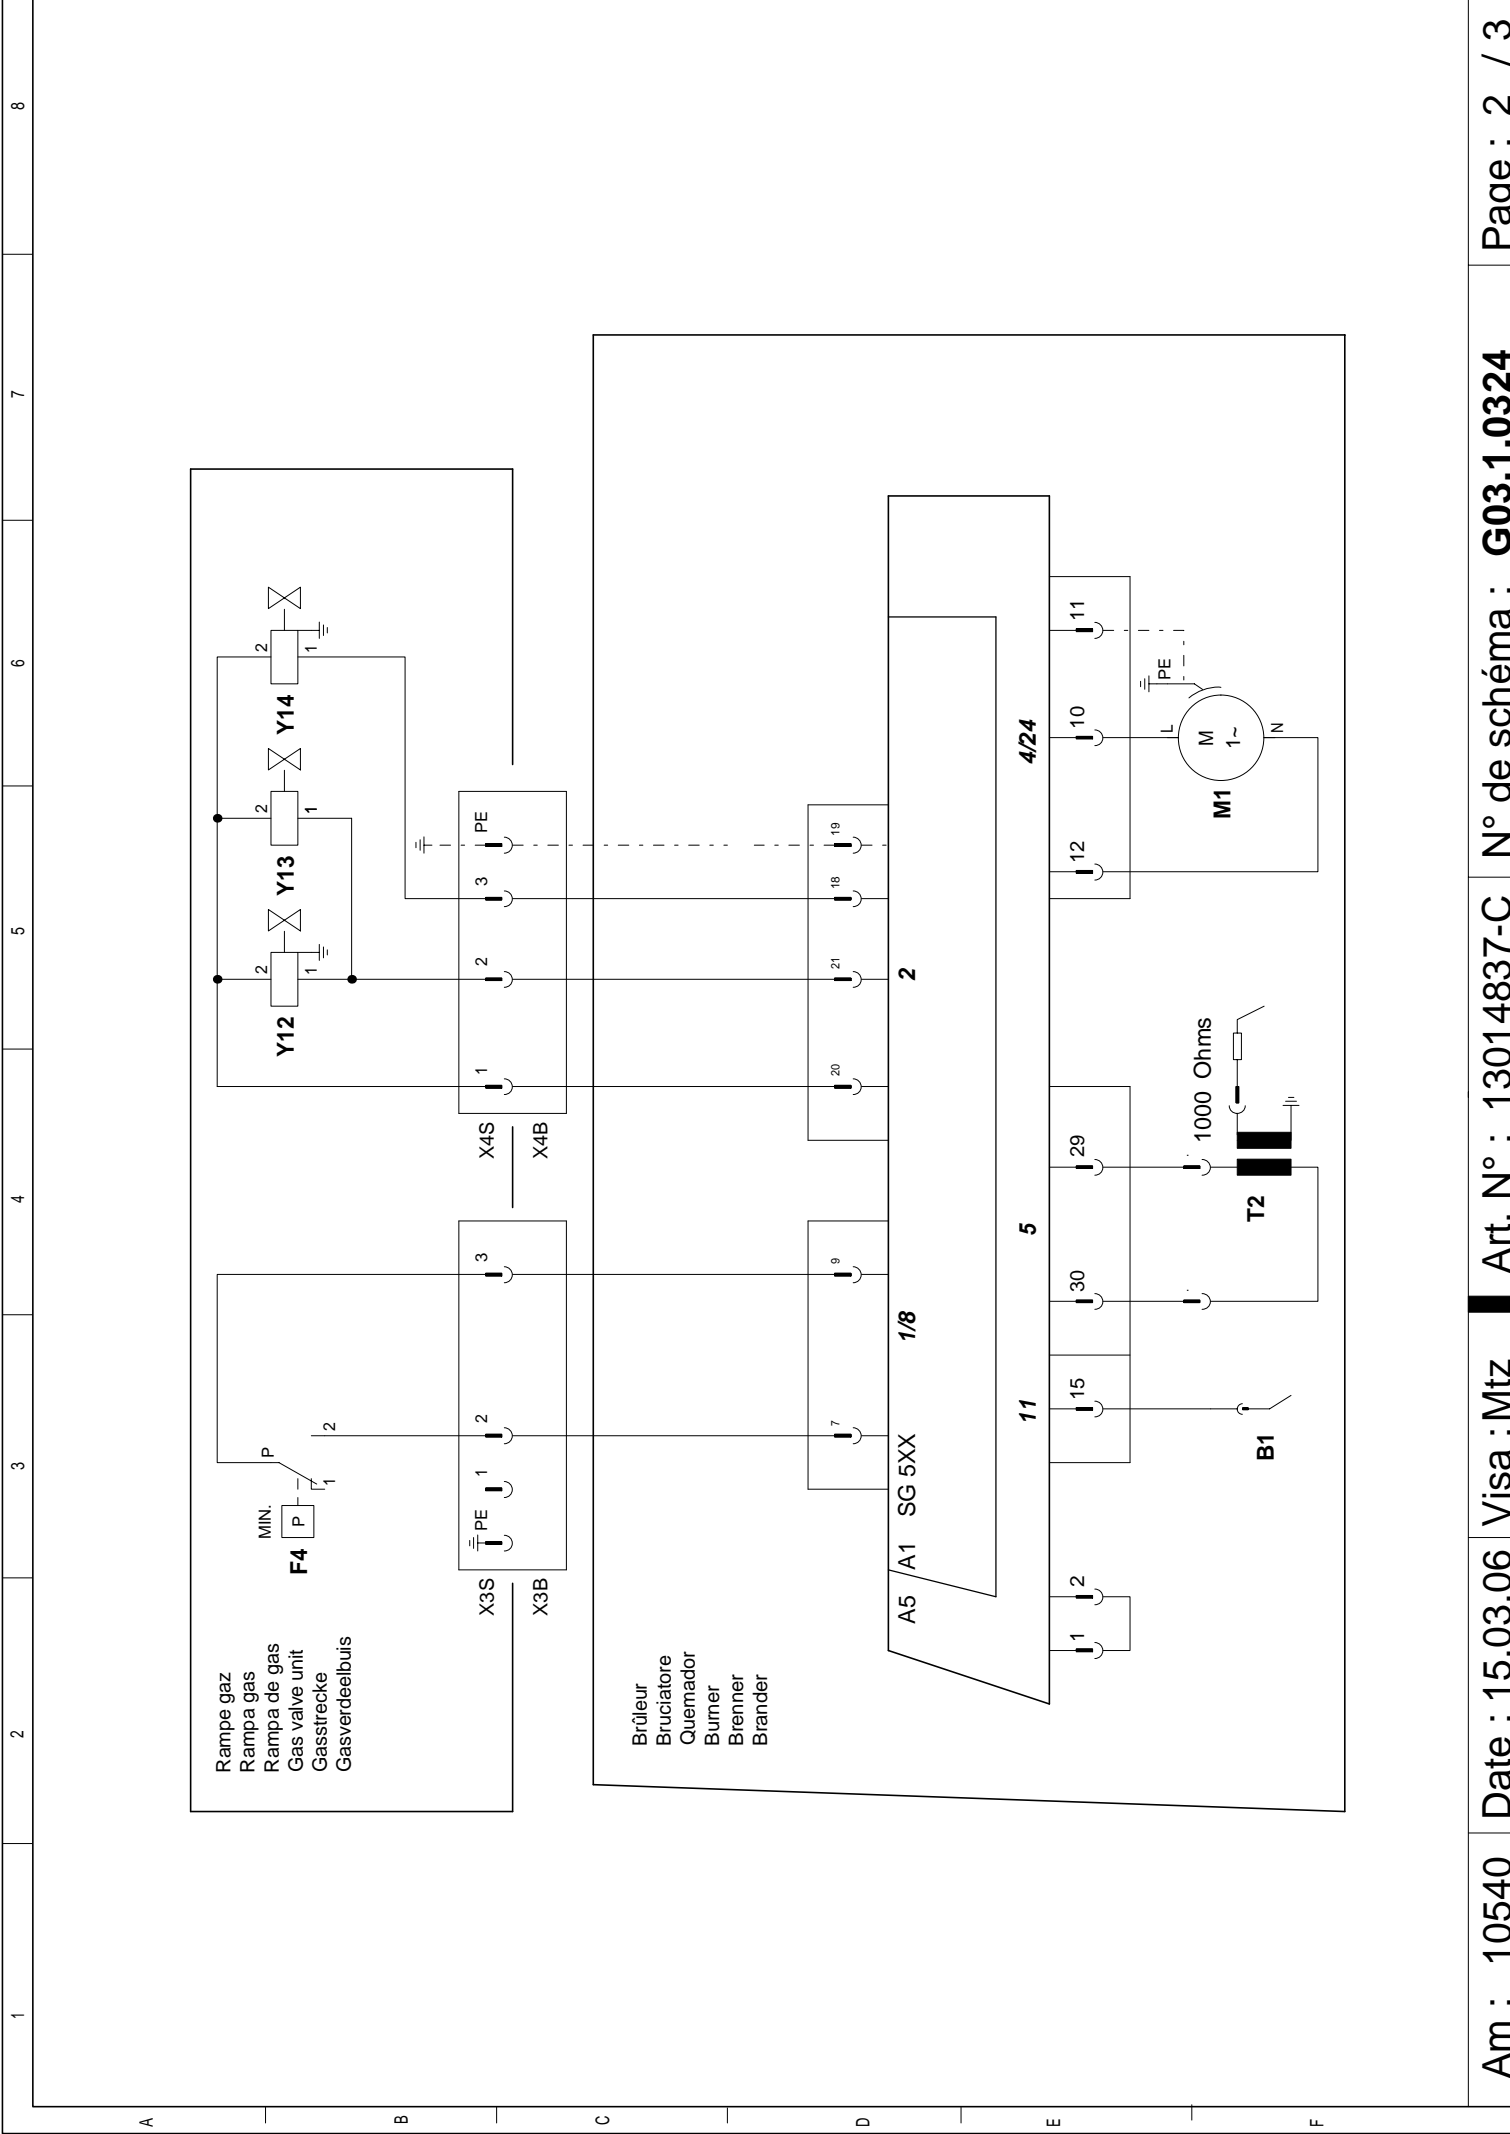 1 2 3 4 5 6 7 8
A
B
C
D
E
F
Rampe gaz
Rampa gas
Rampa de gas
Gas valve unit
Gasstrecke
Gasverdeelbuis
MIN.
P
F4
P
1
2
Y12
2
1
Y13
2
1
Y14
2
1
X3S
X3B
PE 1 2 3
X4S
X4B
1 2 3 PE
Brûleur
Bruciatore
Quemador
Burner
Brenner
Brander
7 9
20 21 18 19
A5 A1 SG 5XX
1/8
2
11
5
4/24
1 2
15
30 29
12 10 11
B1
T2
1000 Ohms
PE
L
M
1~
N
M1
Am : 10540
Date : 15.03.06
Visa : Mtz
Art. N° : 13014837-C
N° de schéma : G03.1.0324
Page : 2 / 3